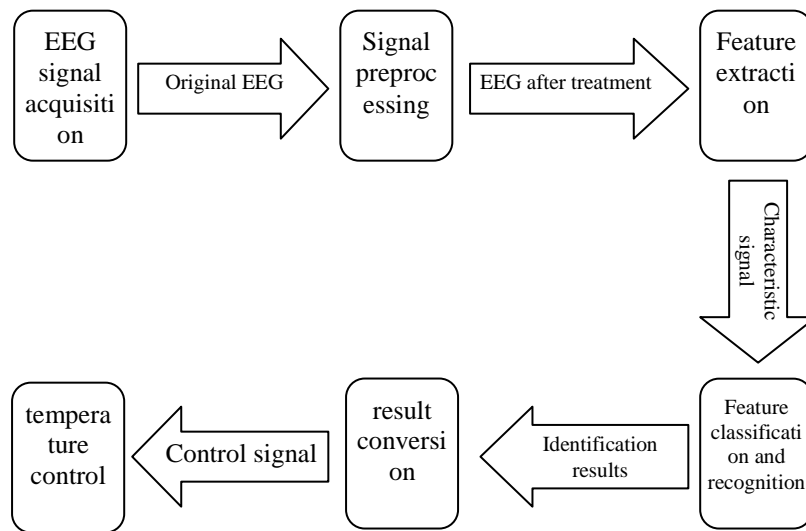 EEG
signal
acquisiti
on
Original EEG
Signal
preproc
essing
EEG after treatment
Feature
extracti
on
Characteristic
signal
Feature
classificati
on and
recognition
Identification
results
result
conversi
on
Control signal
tempera
ture
control